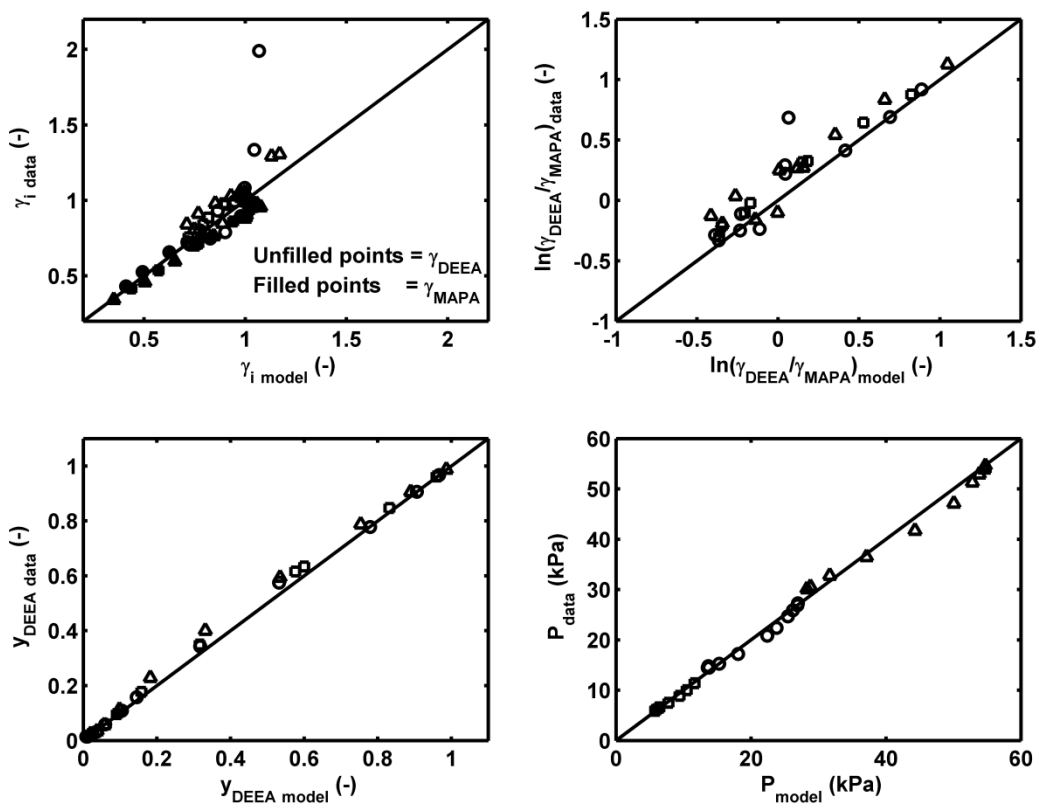 2
1.5
1
0.5
γi data (-)
0.5 1 1.5 2
γi model (-)
Unfilled points = γDEEA
Filled points = γMAPA
1.5
1
0.5
0
-0.5
-1
ln(γDEEA/γMAPA)data (-)
-1 -0.5 0 0.5 1 1.5
ln(γDEEA/γMAPA)model (-)
1
0.8
0.6
0.4
0.2
0
yDEEA data (-)
0 0.2 0.4 0.6 0.8 1
yDEEA model (-)
60
50
40
30
20
10
0
Pdata (kPa)
0 20 40 60
Pmodel (kPa)